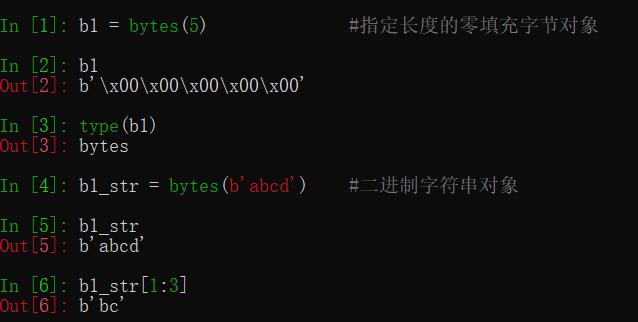 In [1]: b1 = bytes(5) #指定长度的零填充字节对象
In [2]: b1
Out[2]: b'\x00\x00\x00\x00\x00'
In [3]: type(b1)
Out[3]: bytes
In [4]: b1_str = bytes(b'abcd') #二进制字符串对象
In [5]: b1_str
Out[5]: b'abcd'
In [6]: b1_str[1:3]
Out[6]: b'bc'